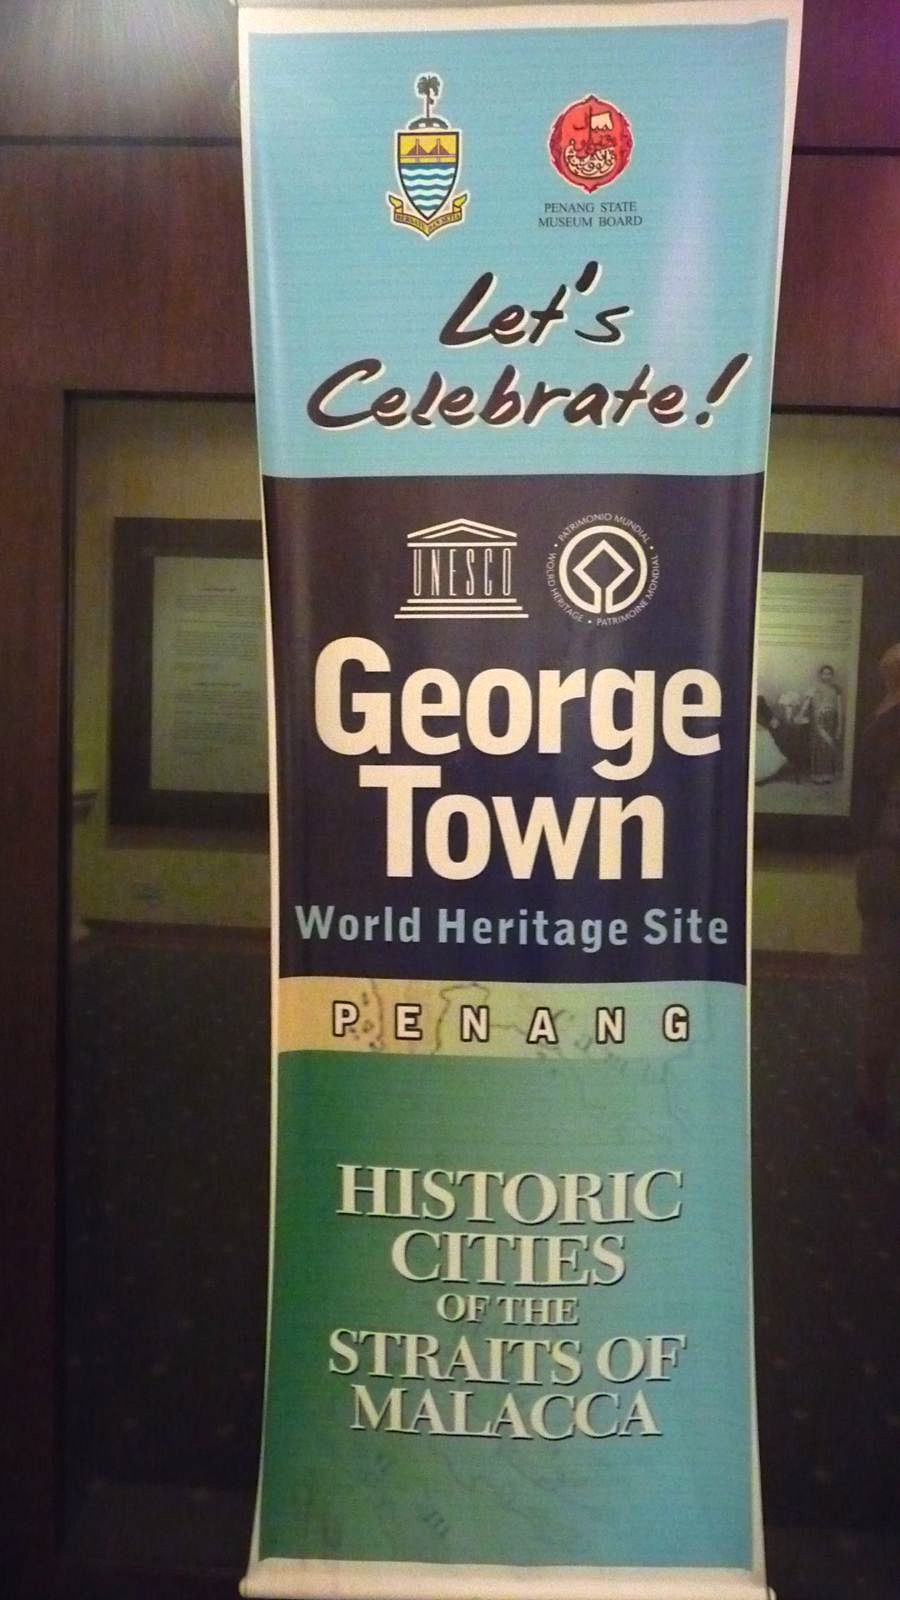 PENANG STATE
MUSEUM BOARD
Let's
Celebrate!
UNESCO
PATRIMONIO MUNDIAL • WORLD HERITAGE • PATRIMOINE MONDIAL •
George
Town
World Heritage Site
PENANG
HISTORIC
CITIES
OF THE
STRAITS OF
MALACCA